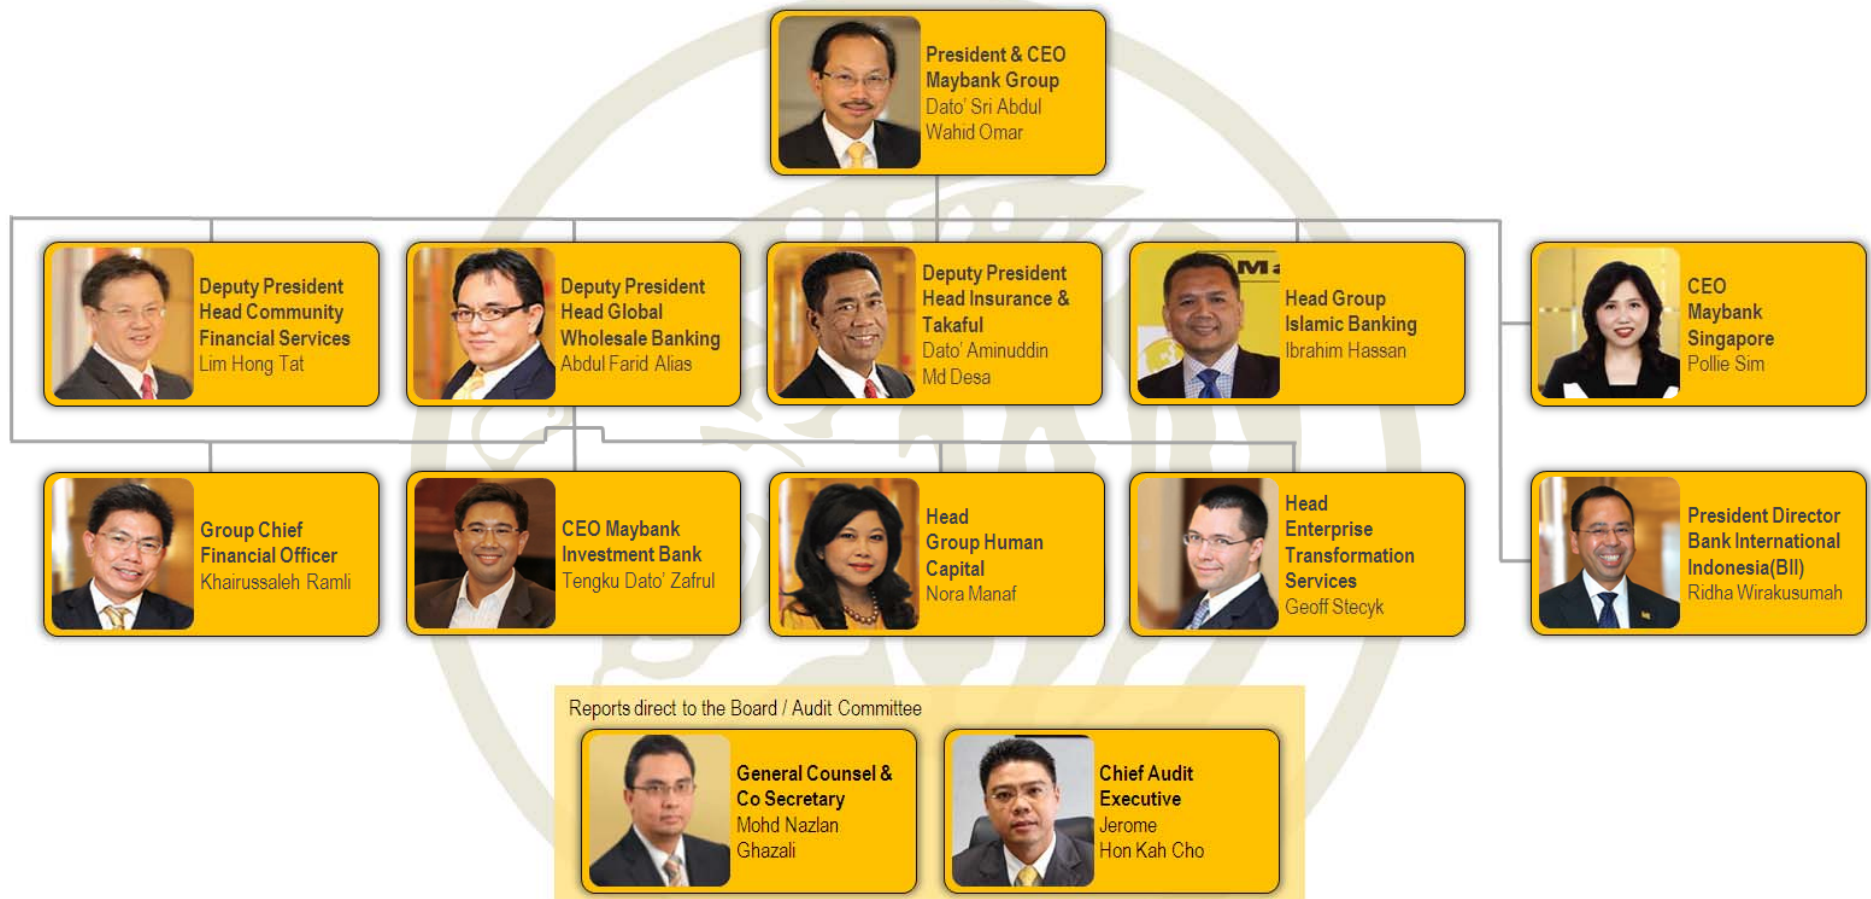 President & CEO
Maybank Group
Dato' Sri Abdul
Wahid Omar
Deputy President
Head Community
Financial Services
Lim Hong Tat
Deputy President
Head Global
Wholesale Banking
Abdul Farid Alias
Deputy President
Head Insurance &
Takaful
Dato' Aminuddin
Md Desa
Head Group
Islamic Banking
Ibrahim Hassan
CEO
Maybank
Singapore
Pollie Sim
Group Chief
Financial Officer
Khairussaleh Ramli
CEO Maybank
Investment Bank
Tengku Dato' Zafrul
Head
Group Human
Capital
Nora Manaf
Head
Enterprise
Transformation
Services
Geoff Stecyk
President Director
Bank International
Indonesia(BII)
Ridha Wirakusumah
Reports direct to the Board / Audit Committee
General Counsel &
Co Secretary
Mohd Nazlan
Ghazali
Chief Audit
Executive
Jerome
Hon Kah Cho